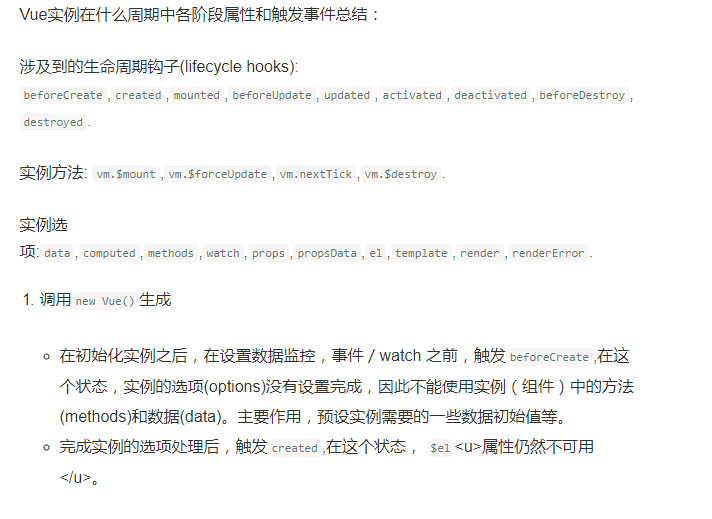 Vue实例在什么周期中各阶段属性和触发事件总结：
涉及到的生命周期钩子(lifecycle hooks):
beforeCreate ,created ,mounted ,beforeUpdate ,updated ,activated ,deactivated ,beforeDestroy ,
destroyed .
实例方法: vm.$mount ,vm.$forceUpdate ,vm.nextTick ,vm.$destroy .
实例选
项: data ,computed ,methods ,watch ,props ,propsData ,el ,template ,render ,renderError .
1. 调用 new Vue() 生成
在初始化实例之后，在设置数据监控，事件 / watch 之前，触发 beforeCreate ,在这
个状态，实例的选项(options)没有设置完成，因此不能使用实例（组件）中的方法
(methods)和数据(data)。主要作用，预设实例需要的一些数据初始值等。
完成实例的选项处理后，触发 created ,在这个状态， $el <u>属性仍然不可用
</u>。